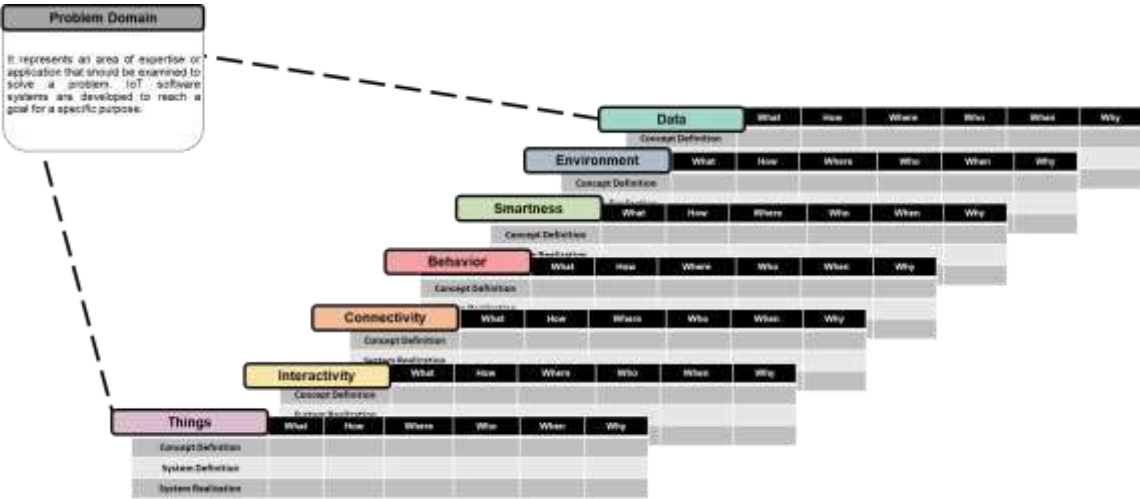 Problem Domain
It represents an area of expertise or
application that should be examined to
solve a problem. IoT software
systems are developed to reach a
goal for a specific purpose.
Data What How Where Who When Why
Concept Definition
Environment What How Where Who When Why
Concept Definition
Smartness What How Where Who When Why
Concept Definition
Realization
Behavior What How Where Who When Why
Concept Definition
Connectivity What How Where Who When Why
Concept Definition
System Realization
Interactivity What How Where Who When Why
Concept Definition
System Realization
Things What How Where Who When Why
Concept Definition
System Definition
System Realization